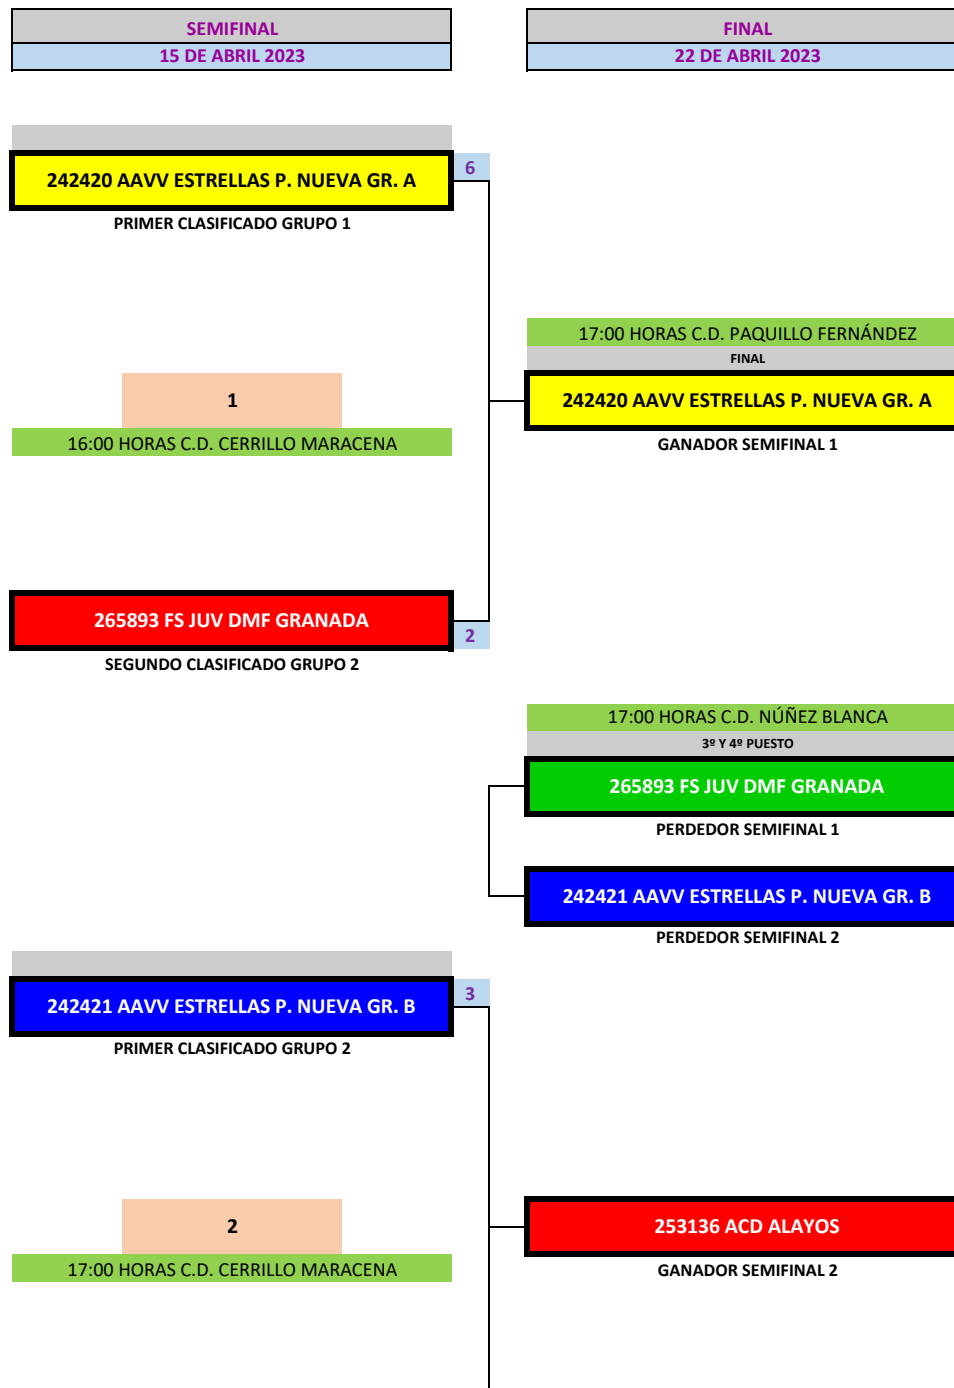 SEMIFINAL
15 DE ABRIL 2023
FINAL
22 DE ABRIL 2023
242420 AAVV ESTRELLAS P. NUEVA GR. A
6
PRIMER CLASIFICADO GRUPO 1
17:00 HORAS C.D. PAQUILLO FERNÁNDEZ
FINAL
242420 AAVV ESTRELLAS P. NUEVA GR. A
GANADOR SEMIFINAL 1
1
16:00 HORAS C.D. CERRILLO MARACENA
265893 FS JUV DMF GRANADA
2
SEGUNDO CLASIFICADO GRUPO 2
17:00 HORAS C.D. NÚÑEZ BLANCA
3º Y 4º PUESTO
265893 FS JUV DMF GRANADA
PERDEDOR SEMIFINAL 1
242421 AAVV ESTRELLAS P. NUEVA GR. B
PERDEDOR SEMIFINAL 2
242421 AAVV ESTRELLAS P. NUEVA GR. B
3
PRIMER CLASIFICADO GRUPO 2
2
17:00 HORAS C.D. CERRILLO MARACENA
253136 ACD ALAYOS
GANADOR SEMIFINAL 2